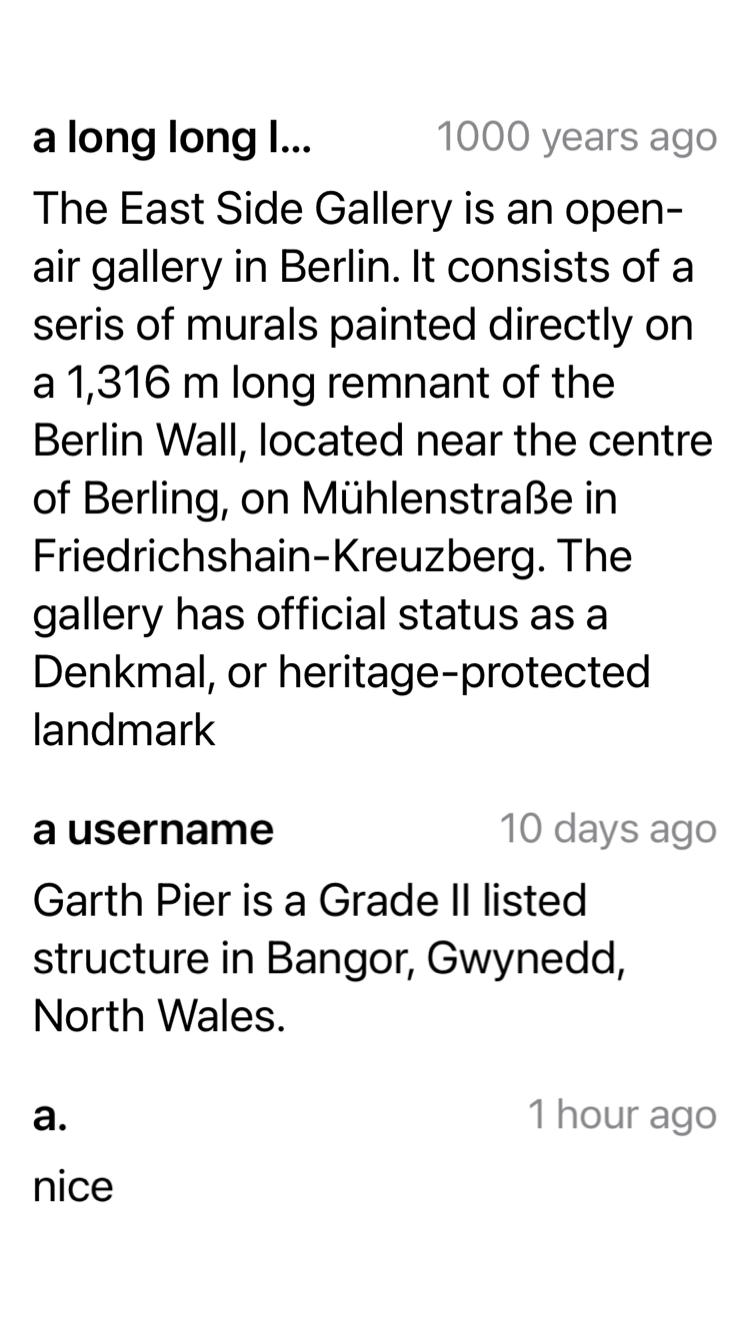 a long long l...
1000 years ago
The East Side Gallery is an open-
air gallery in Berlin. It consists of a
seris of murals painted directly on
a 1,316 m long remnant of the
Berlin Wall, located near the centre
of Berling, on Mühlenstraße in
Friedrichshain-Kreuzberg. The
gallery has official status as a
Denkmal, or heritage-protected
landmark
a username
10 days ago
Garth Pier is a Grade II listed
structure in Bangor, Gwynedd,
North Wales.
a.
1 hour ago
nice